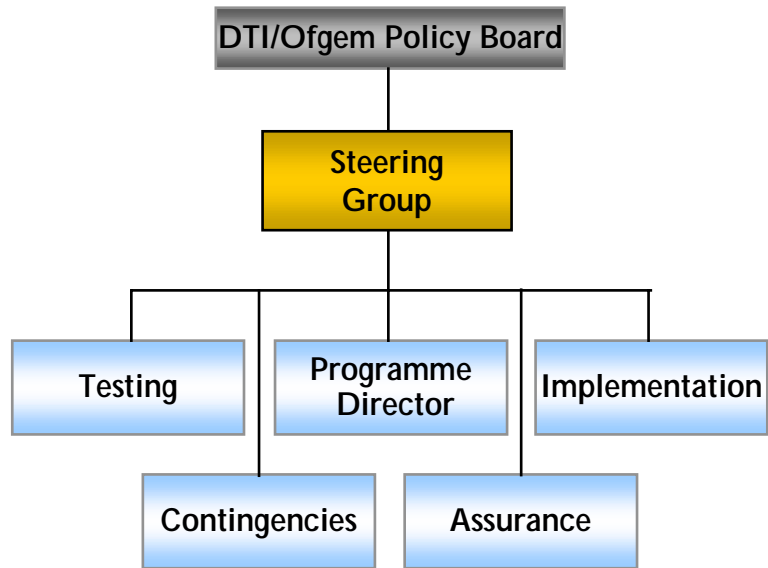 DTI/Ofgem Policy Board
Steering
Group
Testing
Programme
Director
Implementation
Contingencies
Assurance